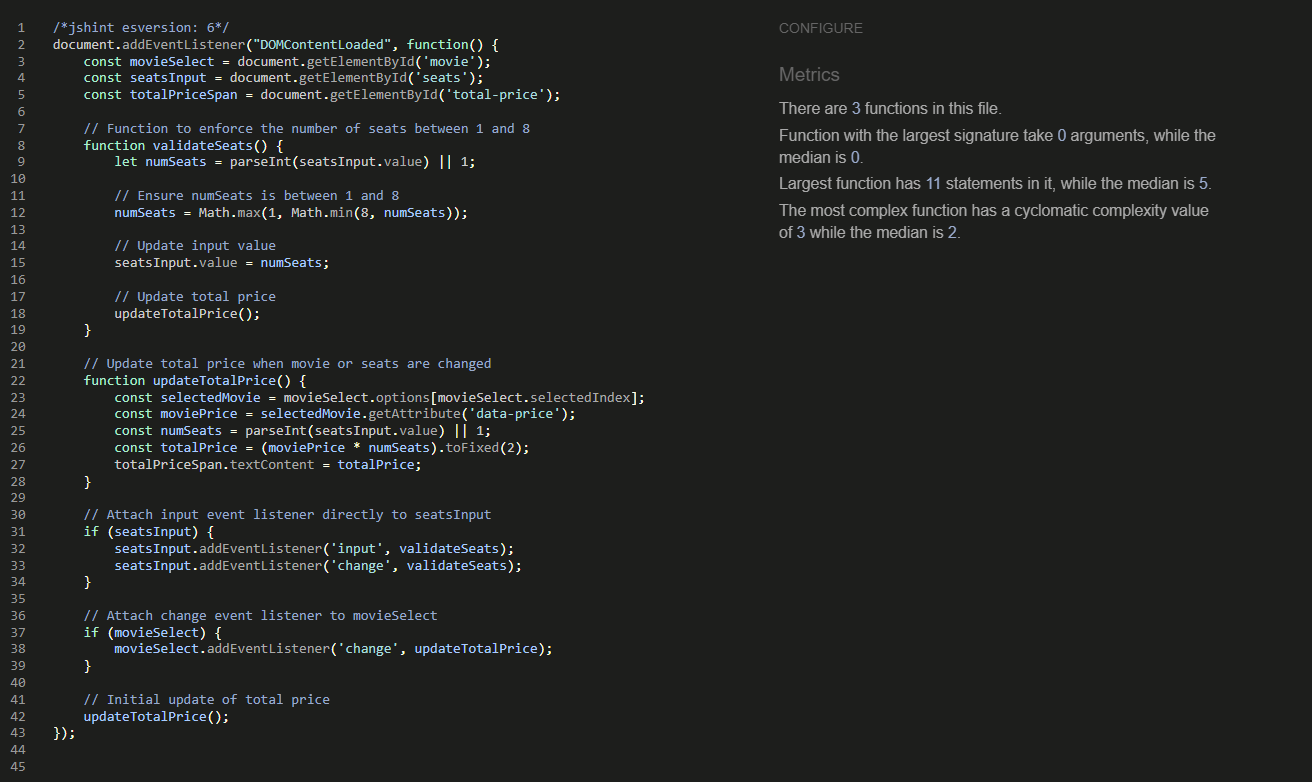 1 /*jshint esversion: 6*/
2 document.addEventListener("DOMContentLoaded", function() {
3     const movieSelect = document.getElementById('movie');
4     const seatsInput = document.getElementById('seats');
5     const totalPriceSpan = document.getElementById('total-price');
6
7     // Function to enforce the number of seats between 1 and 8
8     function validateSeats() {
9         let numSeats = parseInt(seatsInput.value) || 1;
10
11         // Ensure numSeats is between 1 and 8
12         numSeats = Math.max(1, Math.min(8, numSeats));
13
14         // Update input value
15         seatsInput.value = numSeats;
16
17         // Update total price
18         updateTotalPrice();
19     }
20
21     // Update total price when movie or seats are changed
22     function updateTotalPrice() {
23         const selectedMovie = movieSelect.options[movieSelect.selectedIndex];
24         const moviePrice = selectedMovie.getAttribute('data-price');
25         const numSeats = parseInt(seatsInput.value) || 1;
26         const totalPrice = (moviePrice * numSeats).toFixed(2);
27         totalPriceSpan.textContent = totalPrice;
28     }
29
30     // Attach input event listener directly to seatsInput
31     if (seatsInput) {
32         seatsInput.addEventListener('input', validateSeats);
33         seatsInput.addEventListener('change', validateSeats);
34     }
35
36     // Attach change event listener to movieSelect
37     if (movieSelect) {
38         movieSelect.addEventListener('change', updateTotalPrice);
39     }
40
41     // Initial update of total price
42     updateTotalPrice();
43 });
44
45
CONFIGURE
Metrics
There are 3 functions in this file.
Function with the largest signature take 0 arguments, while the
median is 0.
Largest function has 11 statements in it, while the median is 5.
The most complex function has a cyclomatic complexity value
of 3 while the median is 2.